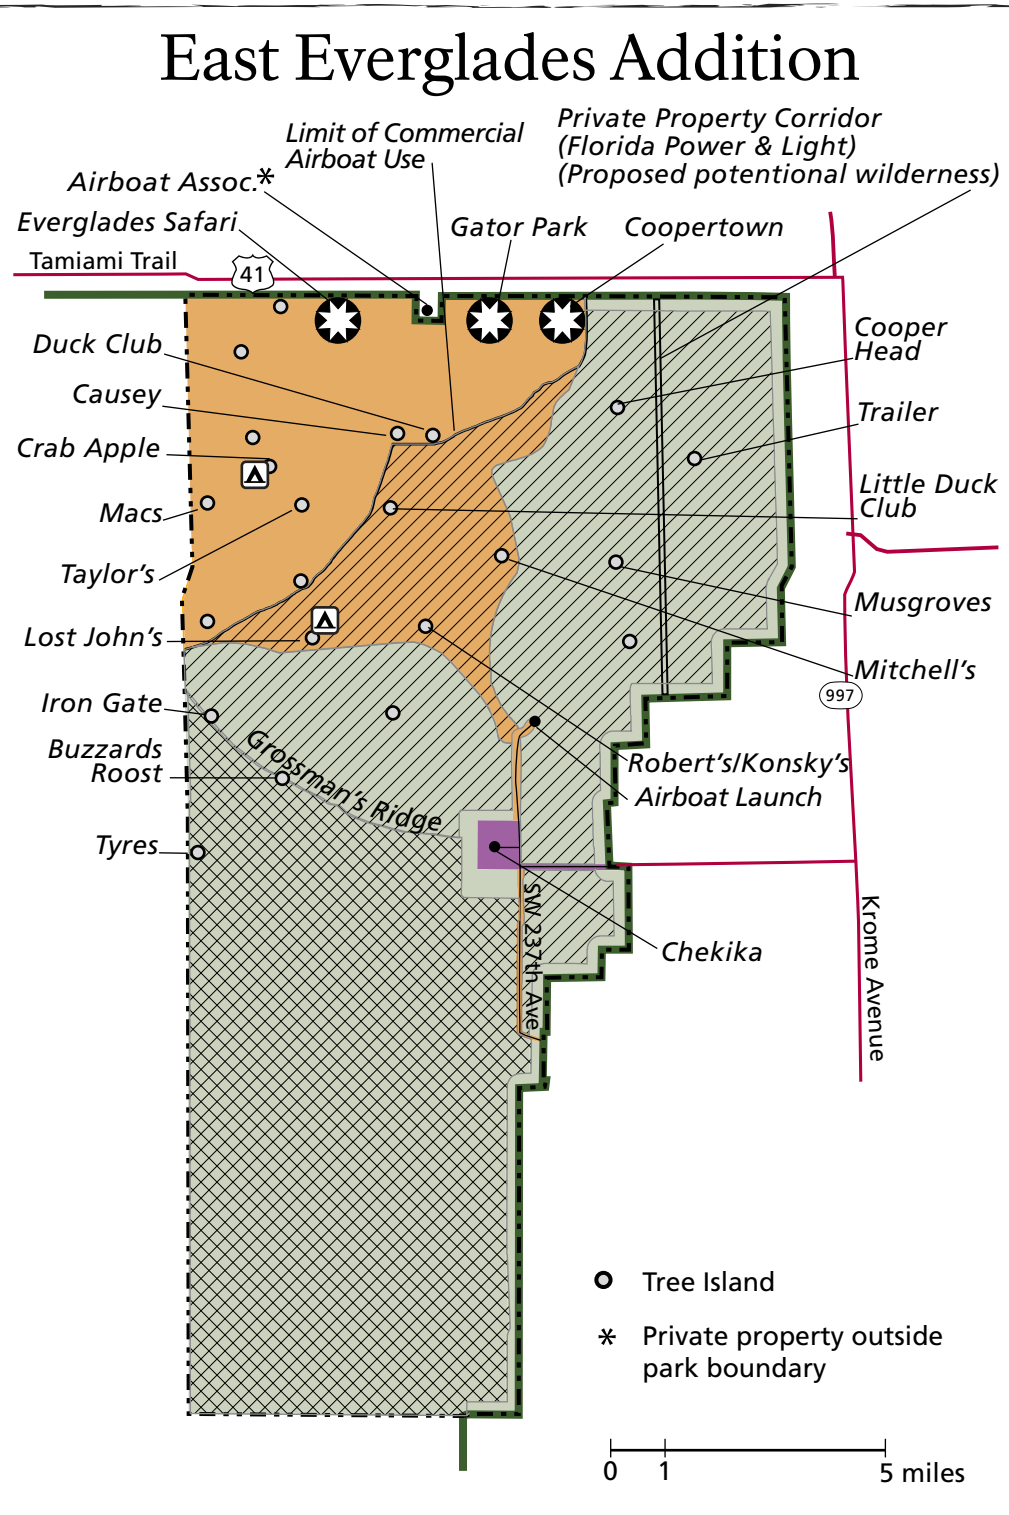 East Everglades Addition
Private Property Corridor
(Florida Power & Light)
(Proposed potentional wilderness)
Limit of Commercial
Airboat Use
Airboat Assoc.*
Everglades Safari
Gator Park
Coopertown
Tamiami Trail
41
Duck Club
Causey
Crab Apple
Macs
Taylor's
Lost John's
Iron Gate
Buzzards
Roost
Tyres
Cooper
Head
Trailer
Little Duck
Club
Musgroves
Mitchell's
997
Robert's/Konsky's
Airboat Launch
Grossman's Ridge
SW 237th Ave
Chekika
Krome Avenue
Tree Island
* Private property outside
park boundary
0 1 5 miles